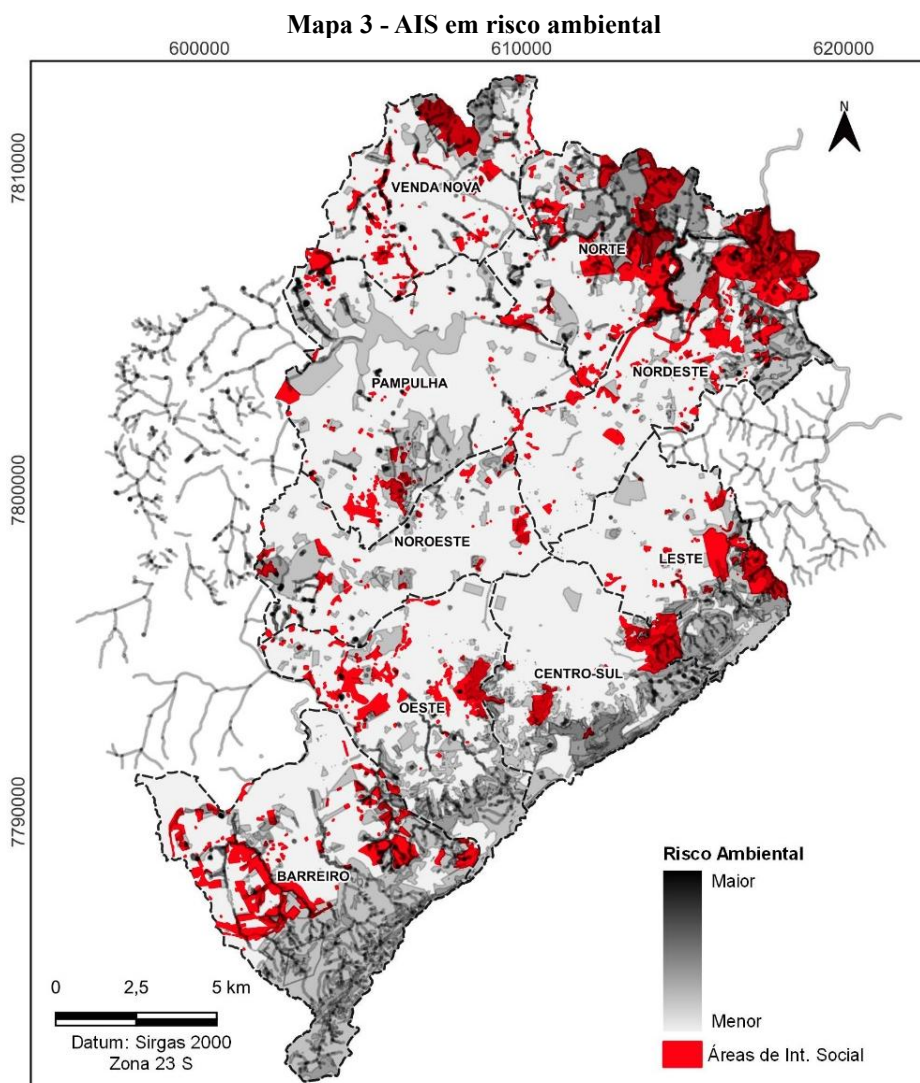 Mapa 3 - AIS em risco ambiental
600000 610000 620000
N
7810000
VENDA NOVA
NORTE
NORDESTE
PAMPULHA
7800000
NOROESTE
LESTE
CENTRO-SUL
OESTE
7790000
BARREIRO
Risco Ambiental
Maior
Menor
Áreas de Int. Social
0 2,5 5 km
Datum: Sirgas 2000
Zona 23 S